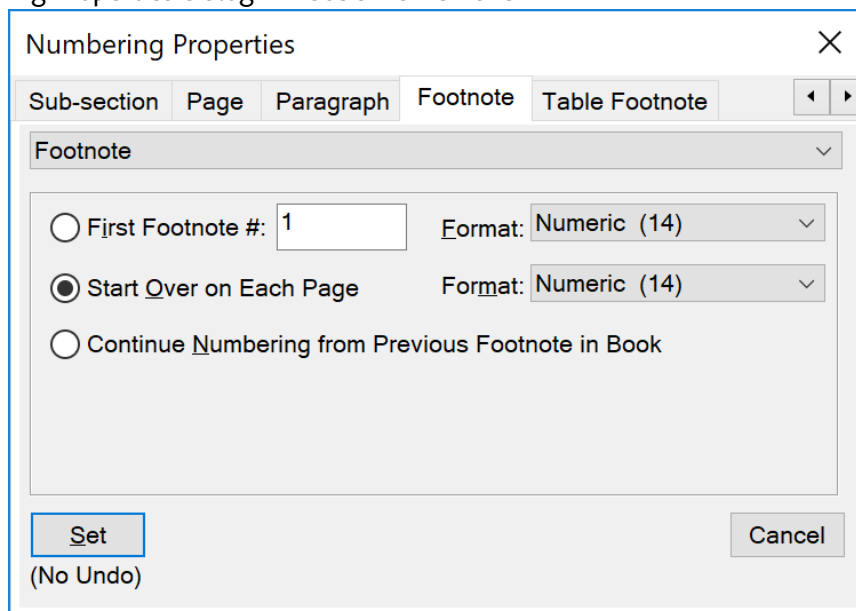 Numbering Properties
Sub-section Page Paragraph Footnote Table Footnote
Footnote
First Footnote #: 1 Format: Numeric (14)
Start Over on Each Page Format: Numeric (14)
Continue Numbering from Previous Footnote in Book
Set Cancel
(No Undo)